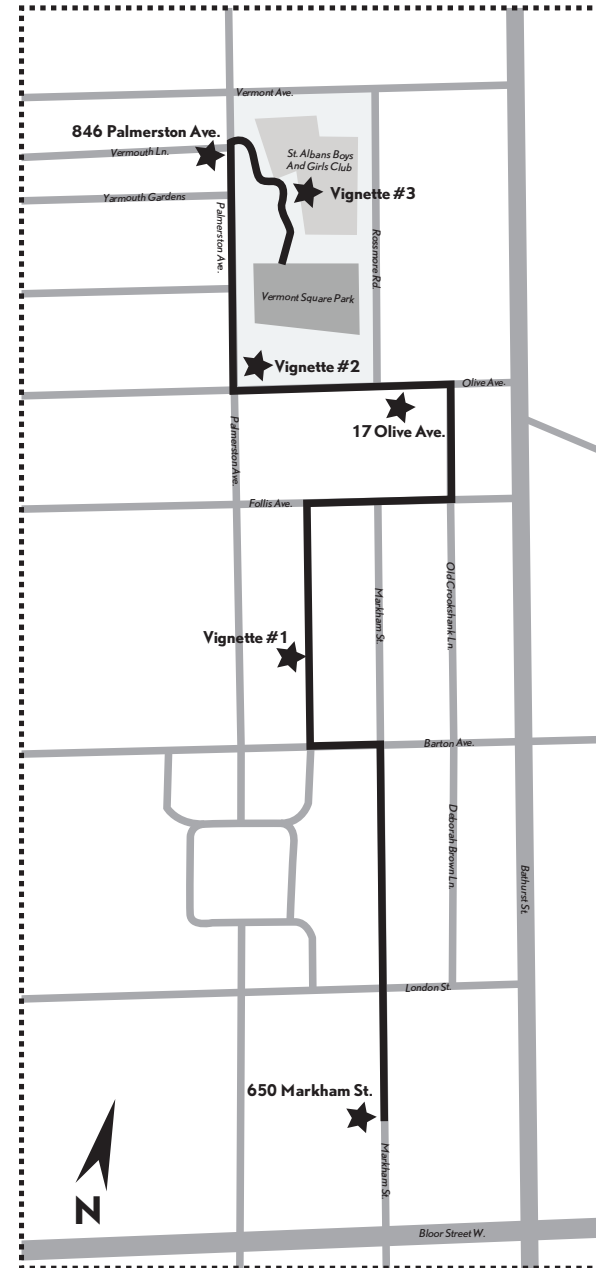 Vermont Ave.
846 Palmerston Ave.
Vermouth Ln.
St. Albans Boys
And Girls Club
Vignette #3
Yarmouth Gardens
Palmerston Ave.
Rossmore Rd.
Vermont Square Park
Vignette #2
Olive Ave.
17 Olive Ave.
Palmerston Ave.
Follis Ave.
Markham St.
Old Crookshank Ln.
Vignette #1
Barton Ave.
Deborah Brown Ln.
Bathurst St.
London St.
650 Markham St.
Markham St.
N
Bloor Street W.